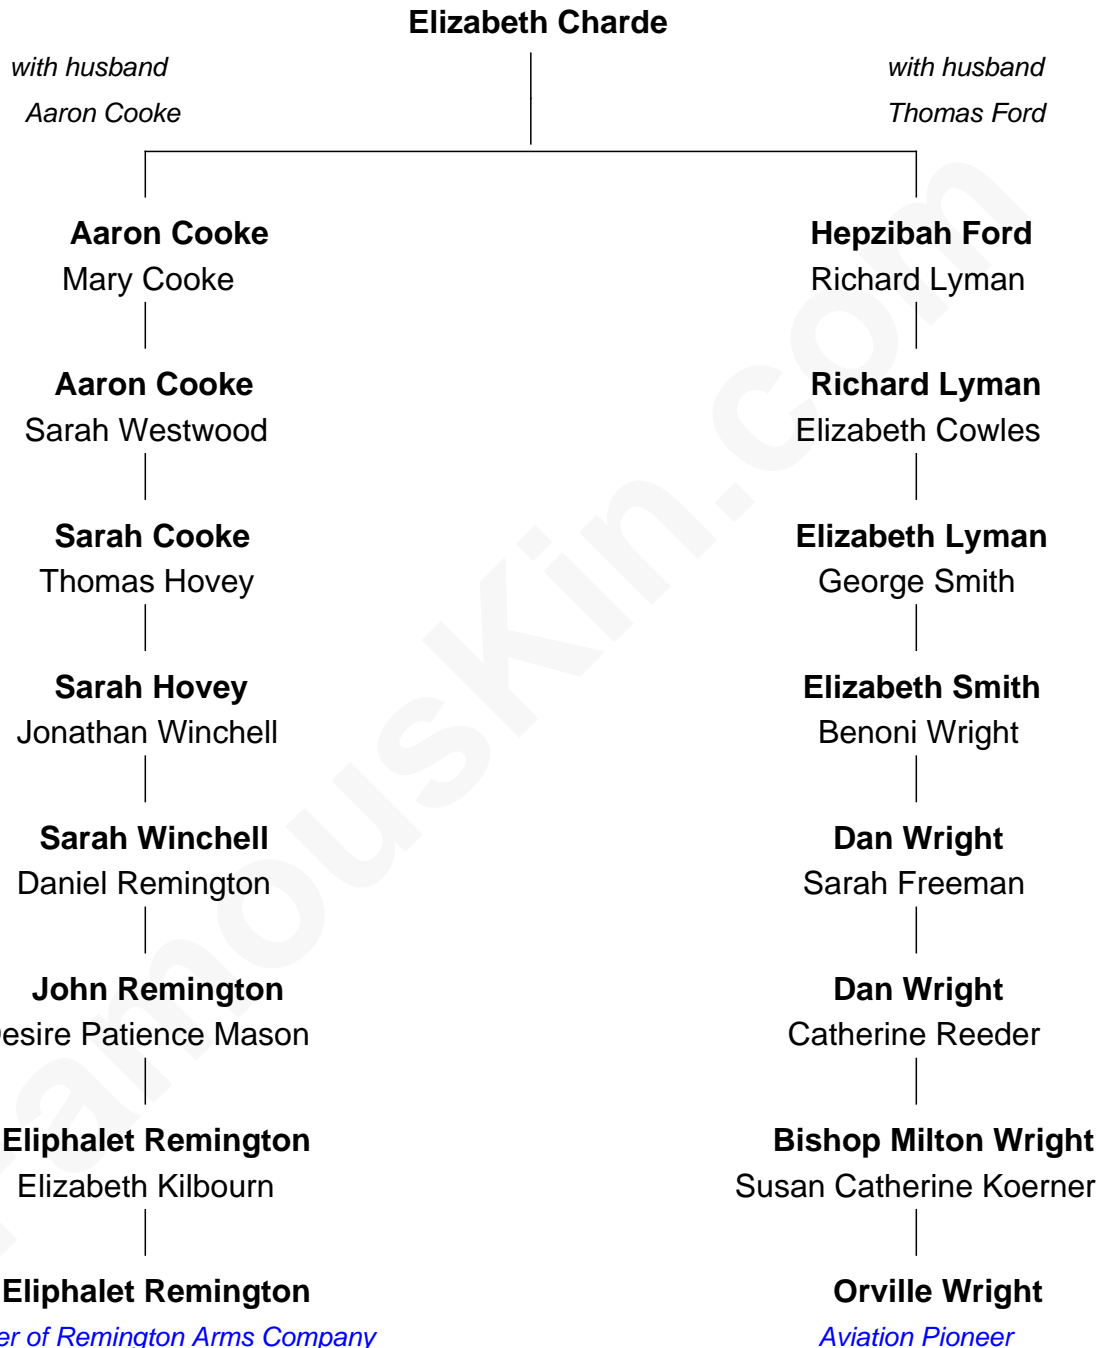 Elizabeth Charde
with husband
Aaron Cooke
with husband
Thomas Ford
Aaron Cooke
Mary Cooke
Hepzibah Ford
Richard Lyman
Aaron Cooke
Sarah Westwood
Richard Lyman
Elizabeth Cowles
Sarah Cooke
Thomas Hovey
Elizabeth Lyman
George Smith
Sarah Hovey
Jonathan Winchell
Elizabeth Smith
Benoni Wright
Sarah Winchell
Daniel Remington
Dan Wright
Sarah Freeman
John Remington
esire Patience Mason
Dan Wright
Catherine Reeder
Eliphalet Remington
Elizabeth Kilbourn
Bishop Milton Wright
Susan Catherine Koerner
Eliphalet Remington
er of Remington Arms Company
Orville Wright
Aviation Pioneer
FamousKin.com